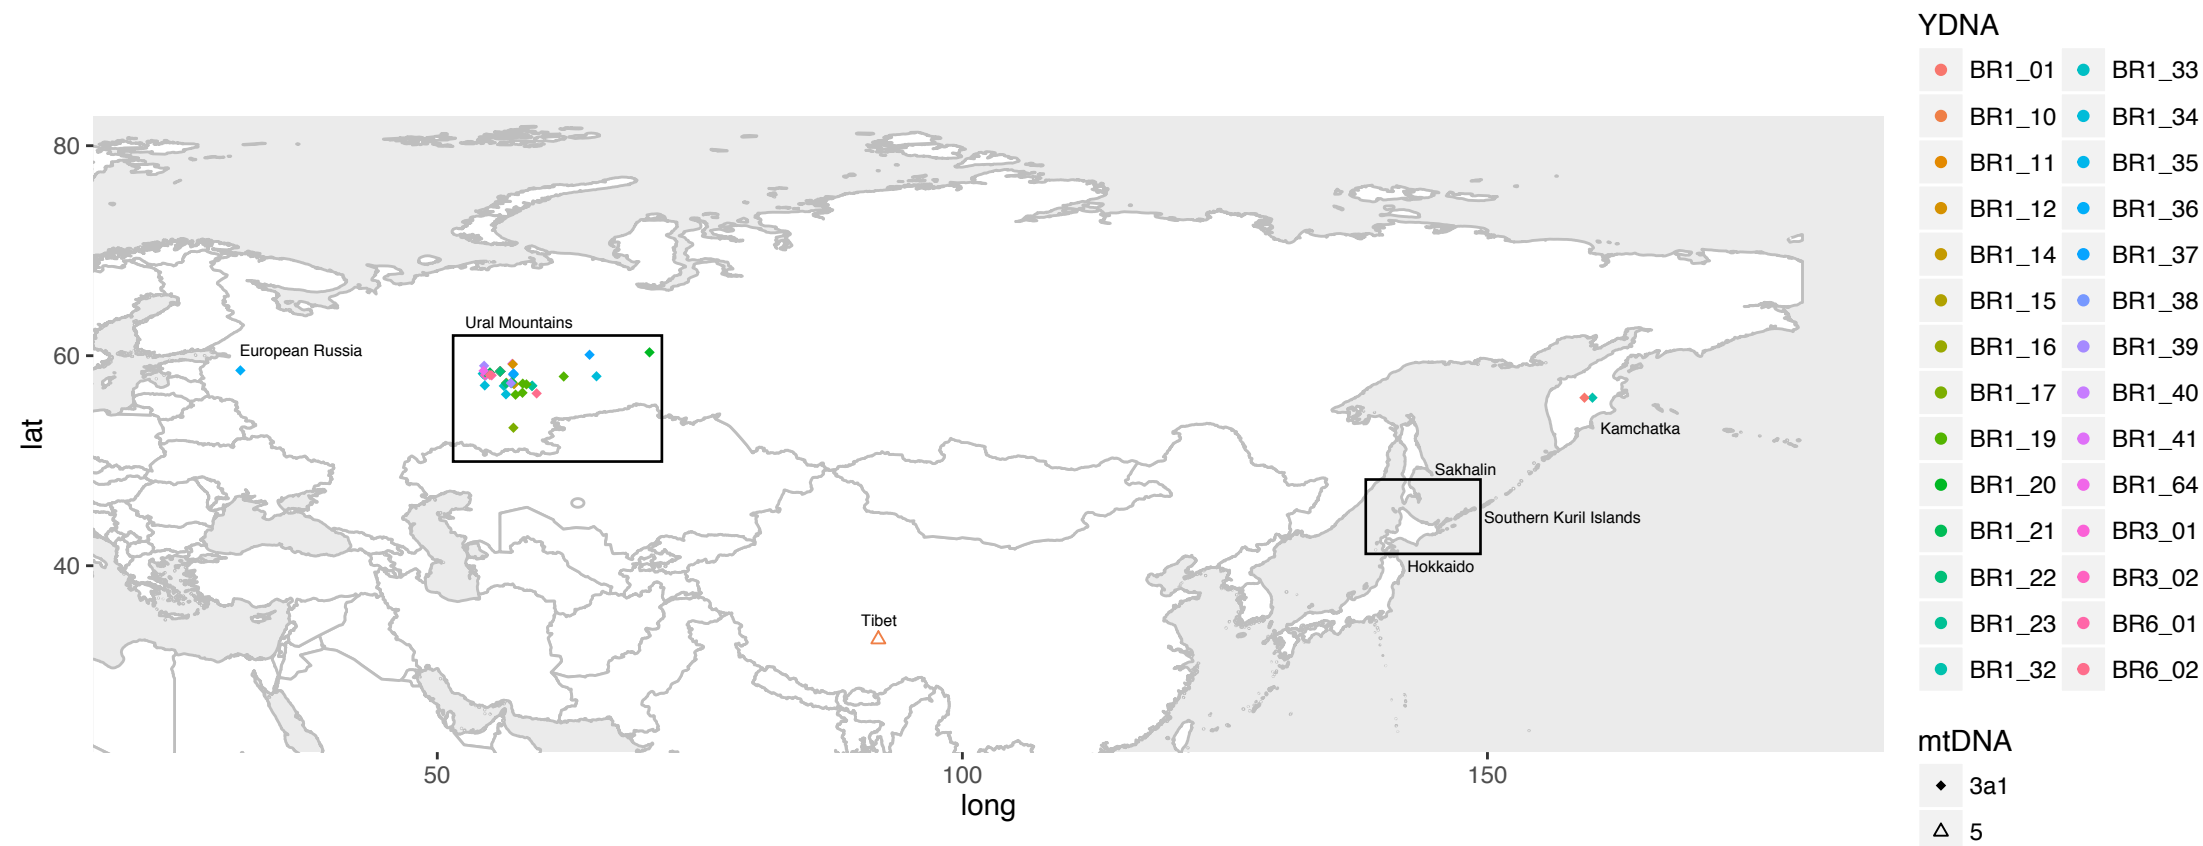 YDNA
BR1_01 BR1_33
BR1_10 BR1_34
BR1_11 BR1_35
BR1_12 BR1_36
BR1_14 BR1_37
BR1_15 BR1_38
BR1_16 BR1_39
BR1_17 BR1_40
BR1_19 BR1_41
BR1_20 BR1_64
BR1_21 BR3_01
BR1_22 BR3_02
BR1_23 BR6_01
BR1_32 BR6_02
mtDNA
3a1
5
80
60
40
lat
Ural Mountains
European Russia
Kamchatka
Sakhalin
Southern Kuril Islands
Hokkaido
Tibet
50 100 150
long